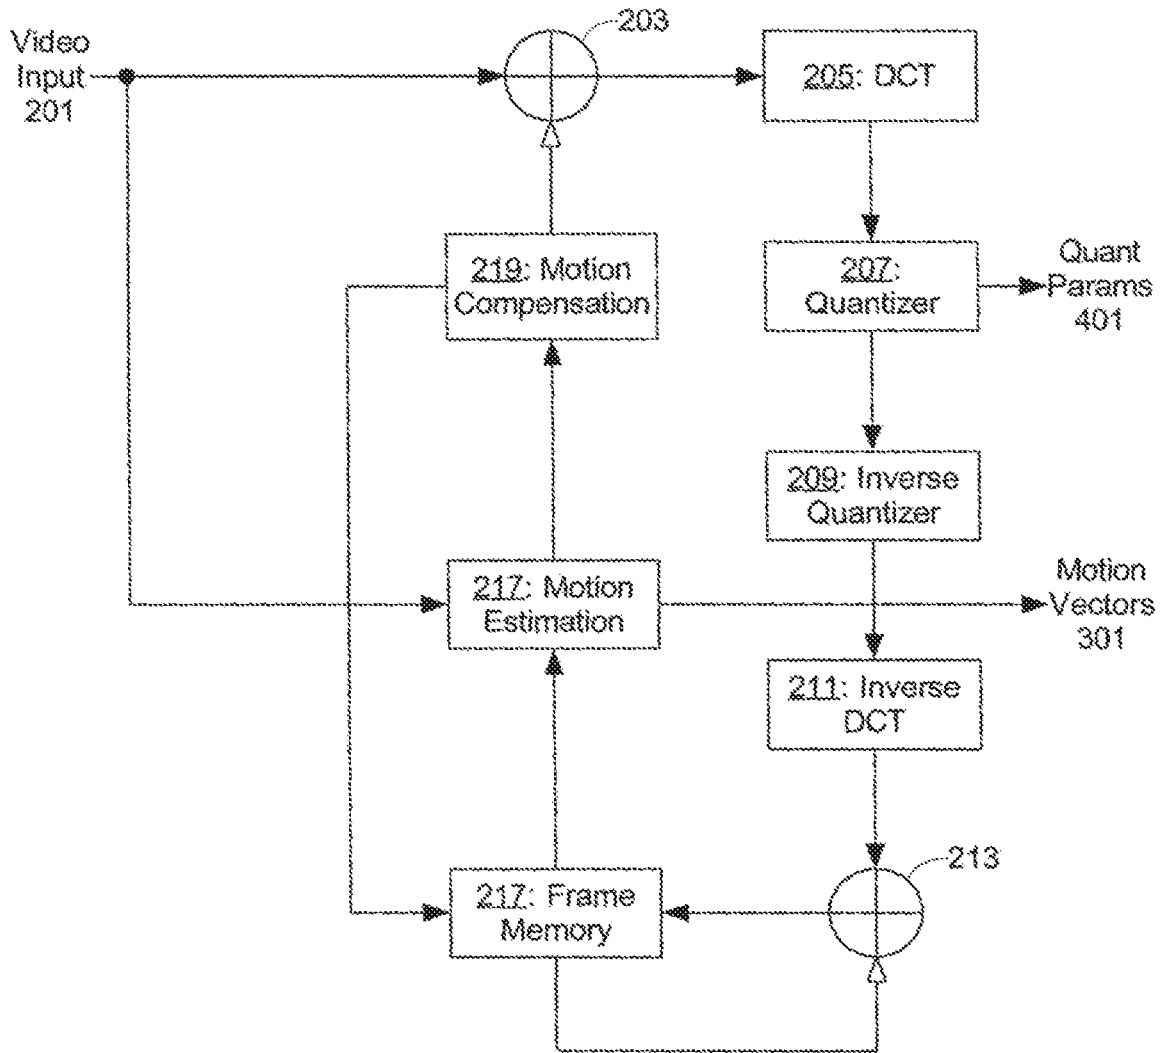 203
Video
Input
201
205: DCT
219: Motion
Compensation
207:
Quantizer
Quant
Params
401
209: Inverse
Quantizer
217: Motion
Estimation
Motion
Vectors
301
211: Inverse
DCT
213
217: Frame
Memory